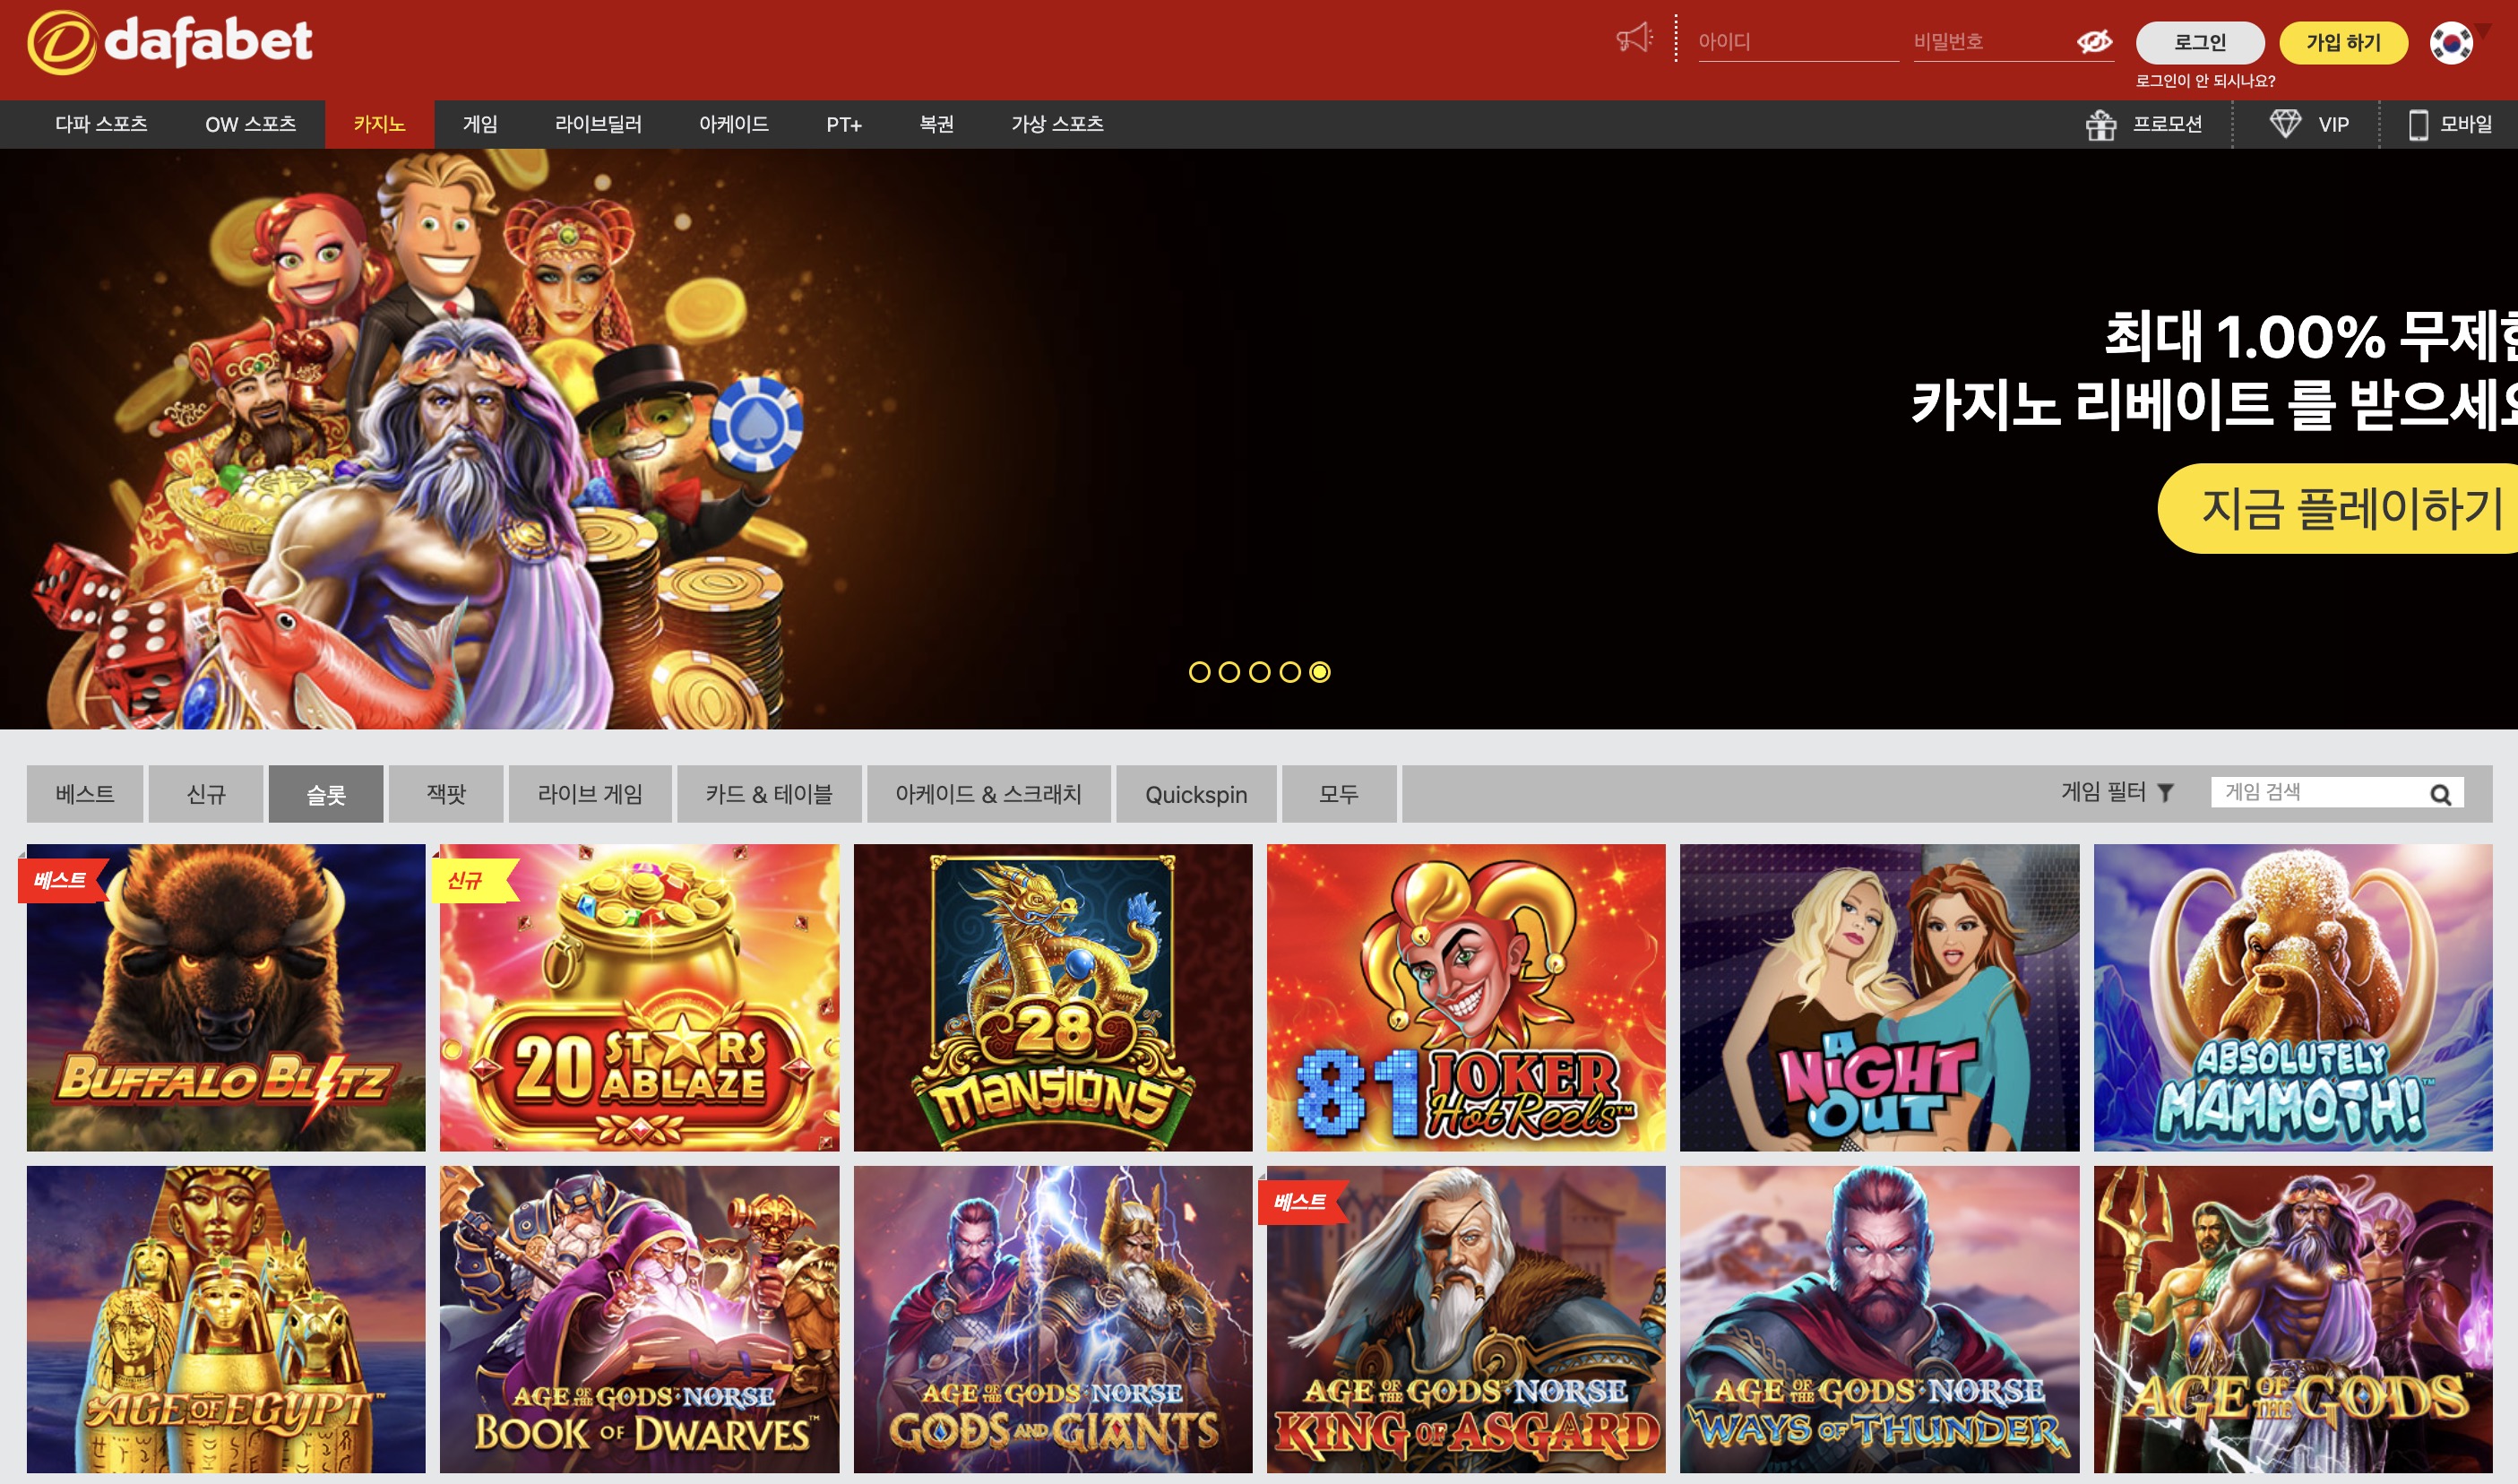 dafabet
아이디
비밀번호
로그인
가입 하기
로그인이 안 되시나요?
다파 스포츠
OW 스포츠
카지노
게임
라이브딜러
아케이드
PT+
복권
가상 스포츠
프로모션
VIP
모바일
최대 1.00% 무제한
카지노 리베이트 를 받으세요
지금 플레이하기
베스트
신규
슬롯
잭팟
라이브 게임
카드 & 테이블
아케이드 & 스크래치
Quickspin
모두
게임 필터
게임 검색
베스트
BUFFALO BLITZ
신규
20 STARS
ABLAZE
28
MANSIONS
81 JOKER
Hot Reels™
A
NIGHT
OUT
ABSOLUTELY
MAMMOTH!™
AGE OF EGYPT™
AGE OF THE GODS NORSE
BOOK OF DWARVES™
AGE OF THE GODS NORSE
GODS AND GIANTS
베스트
AGE OF THE GODS™ NORSE
KING OF ASGARD
AGE OF THE GODS™ NORSE
WAYS OF THUNDER
AGE OF THE GODS™